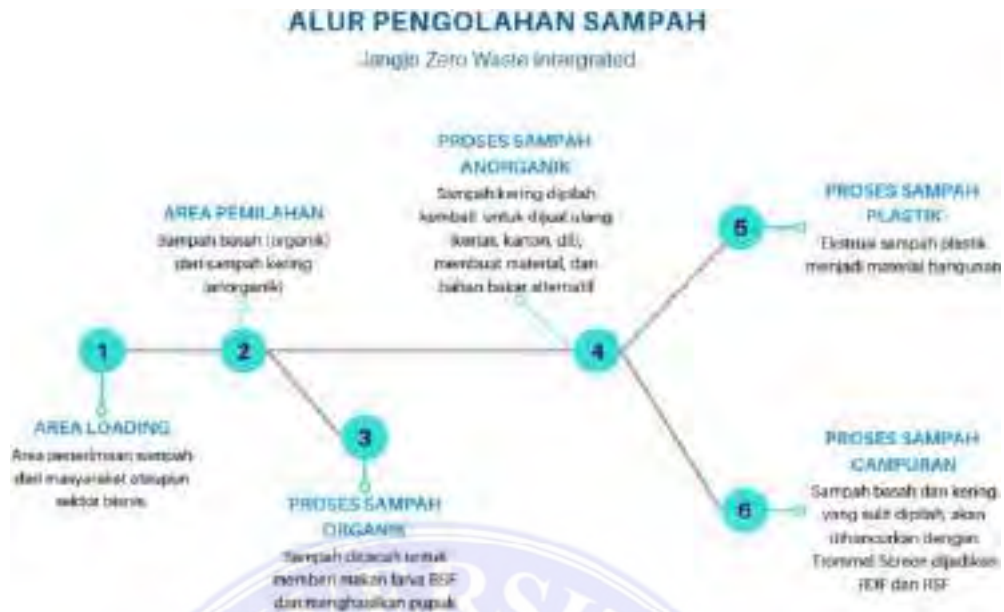 ALUR PENGOLAHAN SAMPAH
Jangjo Zero Waste Intergrated
PROSES SAMPAH
ANORGANIK
Sampah kering dipilah
kembali untuk dijual ulang
(kertas, karton, dll),
membuat material, dan
bahan bakar alternatif
AREA PEMILAHAN
Sampah basah (organik)
dan sampah kering
(anorganik)
5
PROSES SAMPAH
PLASTIK
Ekstrusi sampah plastik
menjadi material bangunan
1
2
4
AREA LOADING
Area penerimaan sampah
dari masyarakat ataupun
sektor bisnis
3
PROSES SAMPAH
ORGANIK
Sampah dicacah untuk
memberi makan larva BSF
dan menghasilkan pupuk
6
PROSES SAMPAH
CAMPURAN
Sampah basah dan kering
yang sulit dipilah, akan
dihancurkan dengan
Trommel Screen dijadikan
RDF dan RSF